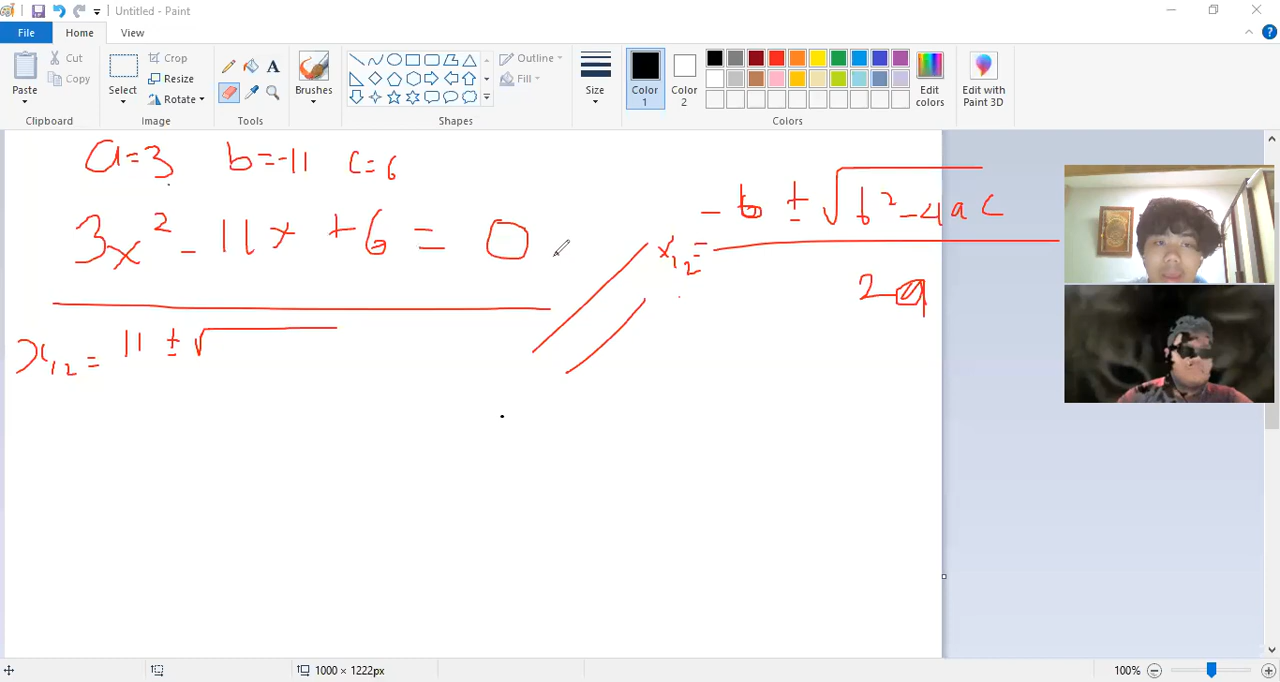 Untitled - Paint
File Home View
Paste
Cut
Copy
Clipboard
Select
Crop
Resize
Rotate
Image
A
Tools
Brushes
Shapes
Outline
Fill
Size
Color 1
Color 2
Colors
Edit colors
Edit with Paint 3D
a=3 b=-11 c=6
3x² - 11x + 6 = 0
x₁₂ = -b ± √b²-4ac
2a
x₁₂ = 11 ± √
1000 × 1222px
100%